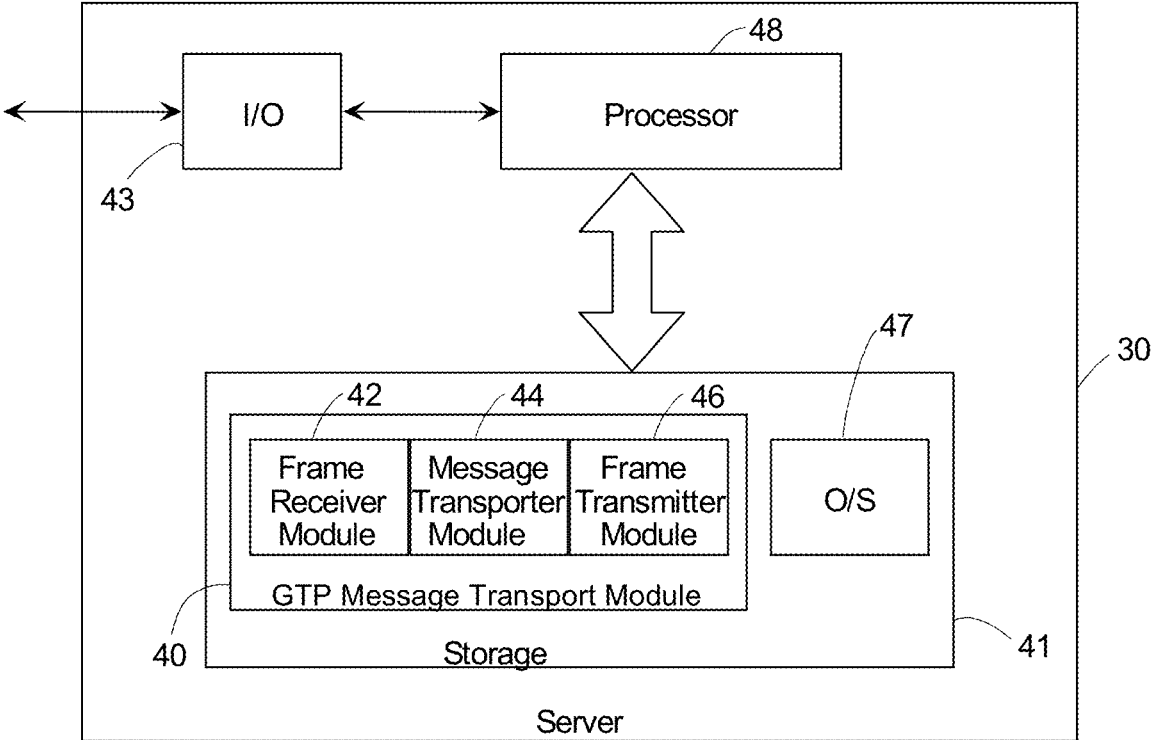 48
I/O
Processor
43
47
30
42
44
46
Frame
Receiver
Module
Message
Transporter
Module
Frame
Transmitter
Module
O/S
GTP Message Transport Module
40
Storage
41
Server